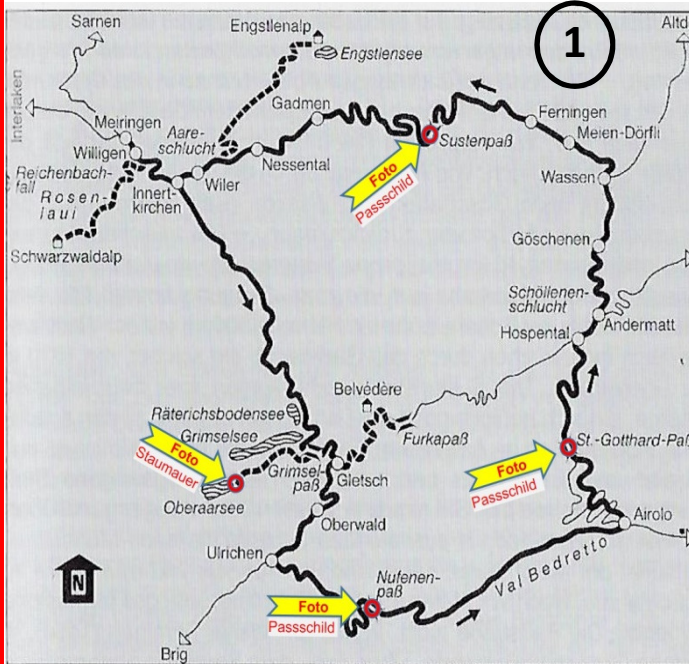 1
Sarnen
Engstlenalp
Altd
Engstlensee
Interlaken
Gadmen
Meiringen
Aare-
schlucht
Ferningen
Sustenpaß
Meien-Dörfli
Willigen
Nessental
Reichenbach-
fall
Foto
Passschild
Wassen
Wiler
Rosen-
laui
Innert-
kirchen
Göschenen
Schwarzwaldalp
Schöllenen-
schlucht
Andermatt
Hospental
Belvédère
Räterichsbodensee
Furkapaß
Grimselsee
St.-Gotthard-Paß
Foto
Staumauer
Grimsel-
paß
Gletsch
Foto
Passschild
Oberaarsee
Oberwald
Airolo
Ulrichen
Val Bedretto
N
Nufenen-
paß
Foto
Passschild
Brig